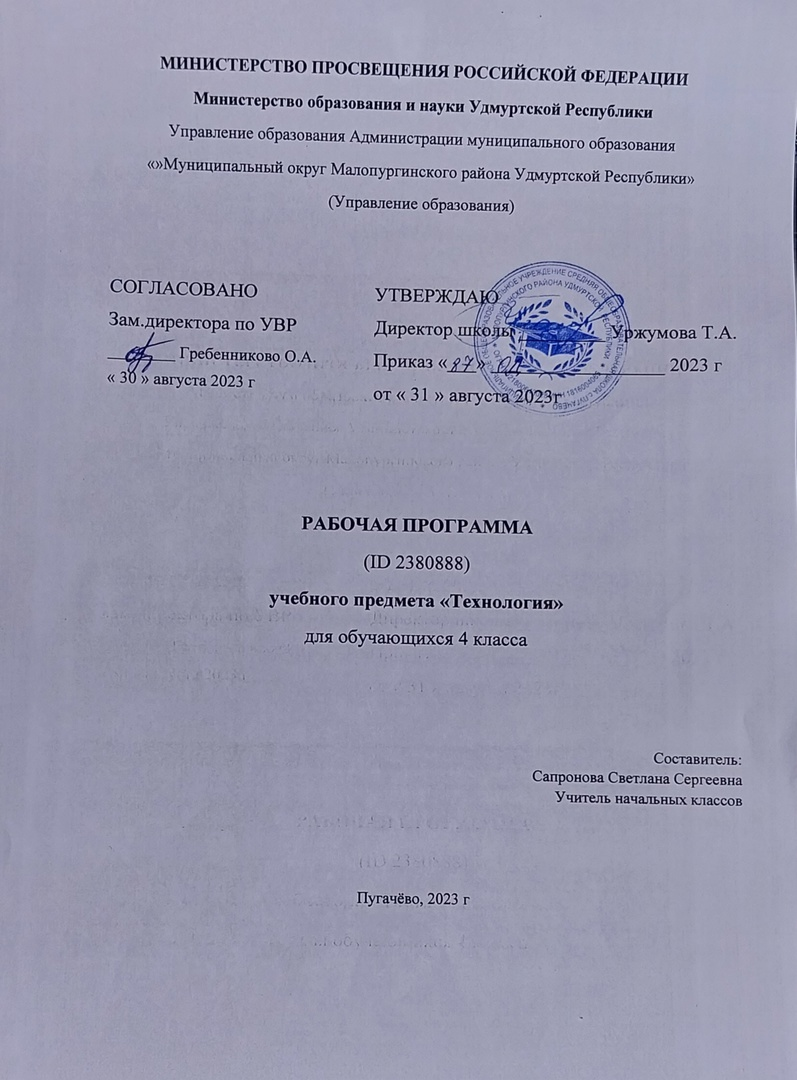 МИНИСТЕРСТВО ПРОСВЕЩЕНИЯ РОССИЙСКОЙ ФЕДЕРАЦИИ
Министерство образования и науки Удмуртской Республики
Управление образования Администрации муниципального образования
«»Муниципальный округ Малопургинского района Удмуртской Республики»
(Управление образования)
СОГЛАСОВАНО
Зам.директора по УВР
Гребенниково О.А.
« 30 » августа 2023 г
УТВЕРЖДАЮ
Директор школы Уржумова Т.А.
Приказ « 87 » ОД 2023 г
от « 31 » августа 2023г
РАБОЧАЯ ПРОГРАММА
(ID 2380888)
учебного предмета «Технология»
для обучающихся 4 класса
Составитель:
Сапронова Светлана Сергеевна
Учитель начальных классов
Пугачёво, 2023 г